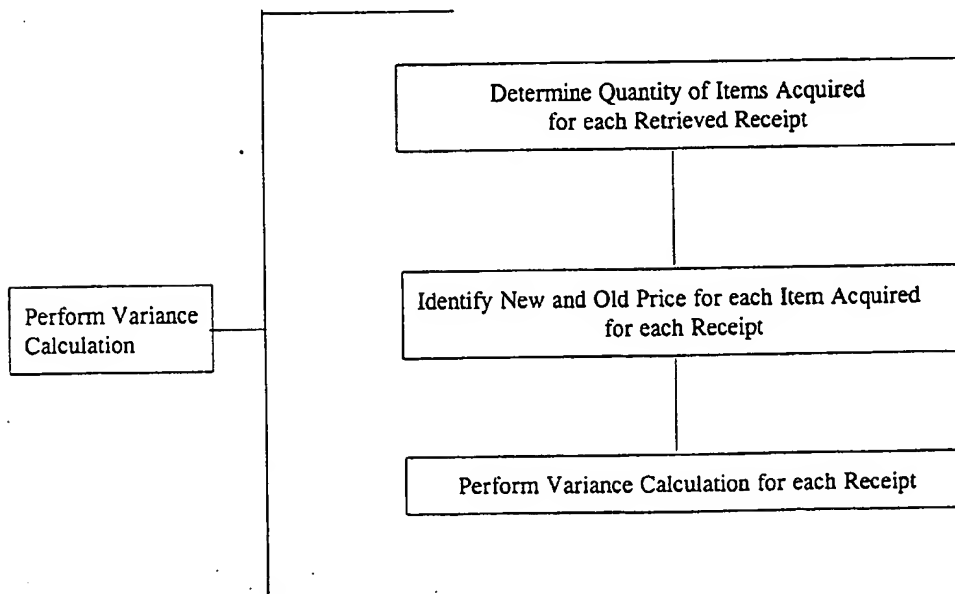 Determine Quantity of Items Acquired
for each Retrieved Receipt
Identify New and Old Price for each Item Acquired
for each Receipt
Perform Variance
Calculation
Perform Variance Calculation for each Receipt